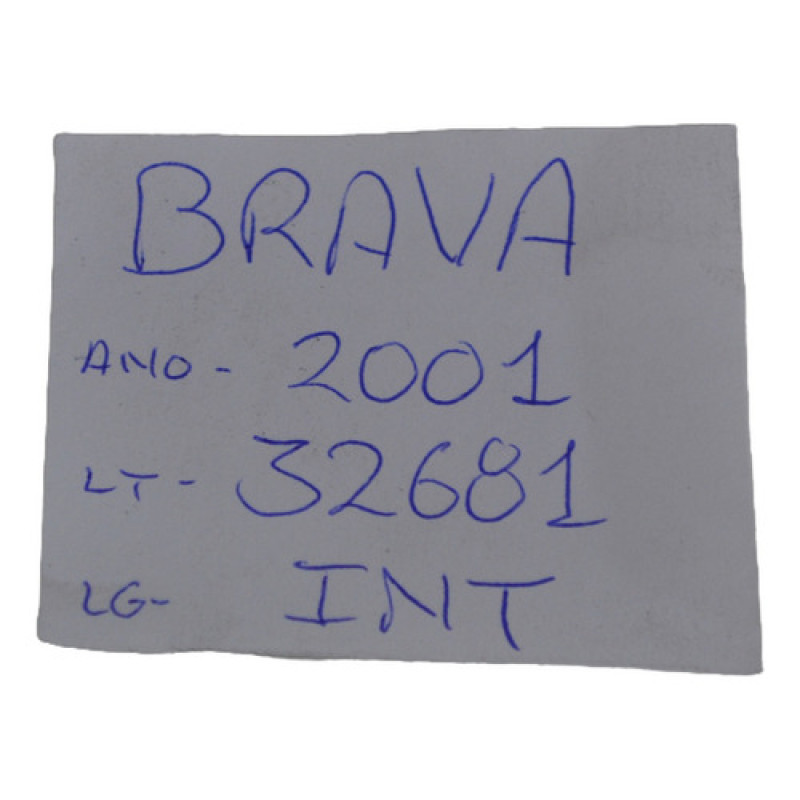 BRAVA
ANO - 2001
LT - 32681
LG- INT